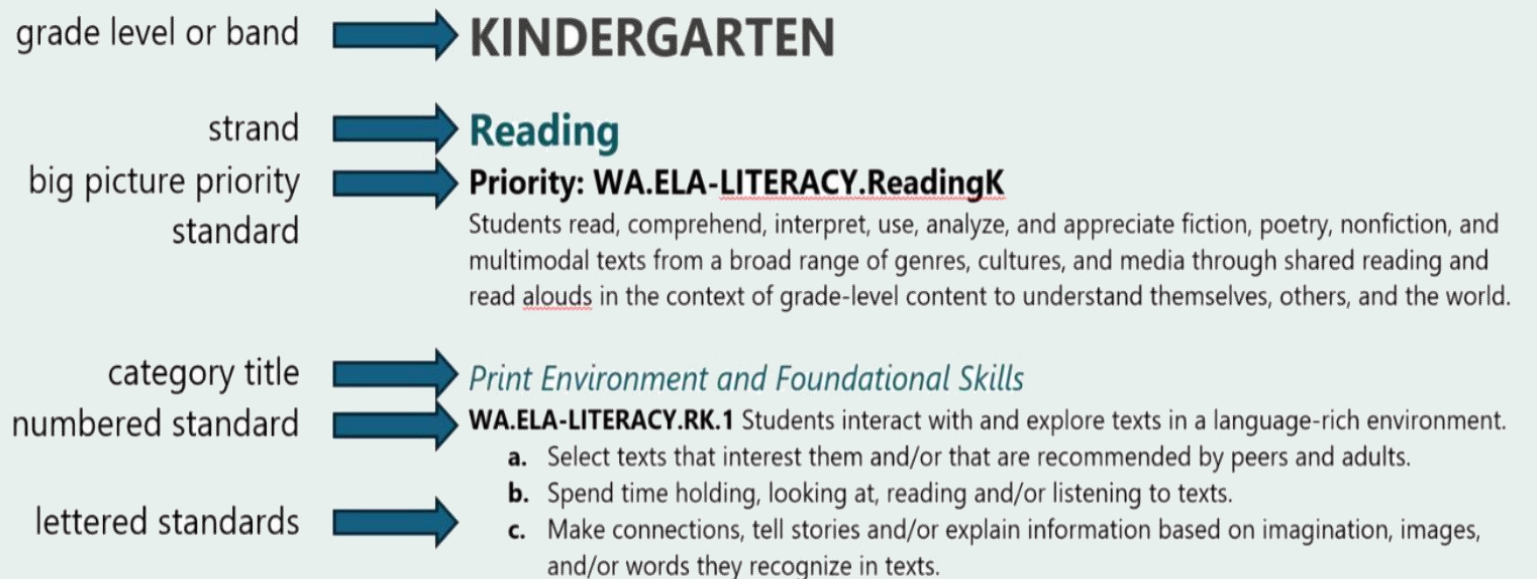 grade level or band
KINDERGARTEN
strand
Reading
big picture priority
standard
Priority: WA.ELA-LITERACY.ReadingK
Students read, comprehend, interpret, use, analyze, and appreciate fiction, poetry, nonfiction, and
multimodal texts from a broad range of genres, cultures, and media through shared reading and
read alouds in the context of grade-level content to understand themselves, others, and the world.
category title
Print Environment and Foundational Skills
numbered standard
WA.ELA-LITERACY.RK.1 Students interact with and explore texts in a language-rich environment.
a. Select texts that interest them and/or that are recommended by peers and adults.
b. Spend time holding, looking at, reading and/or listening to texts.
lettered standards
c. Make connections, tell stories and/or explain information based on imagination, images,
and/or words they recognize in texts.